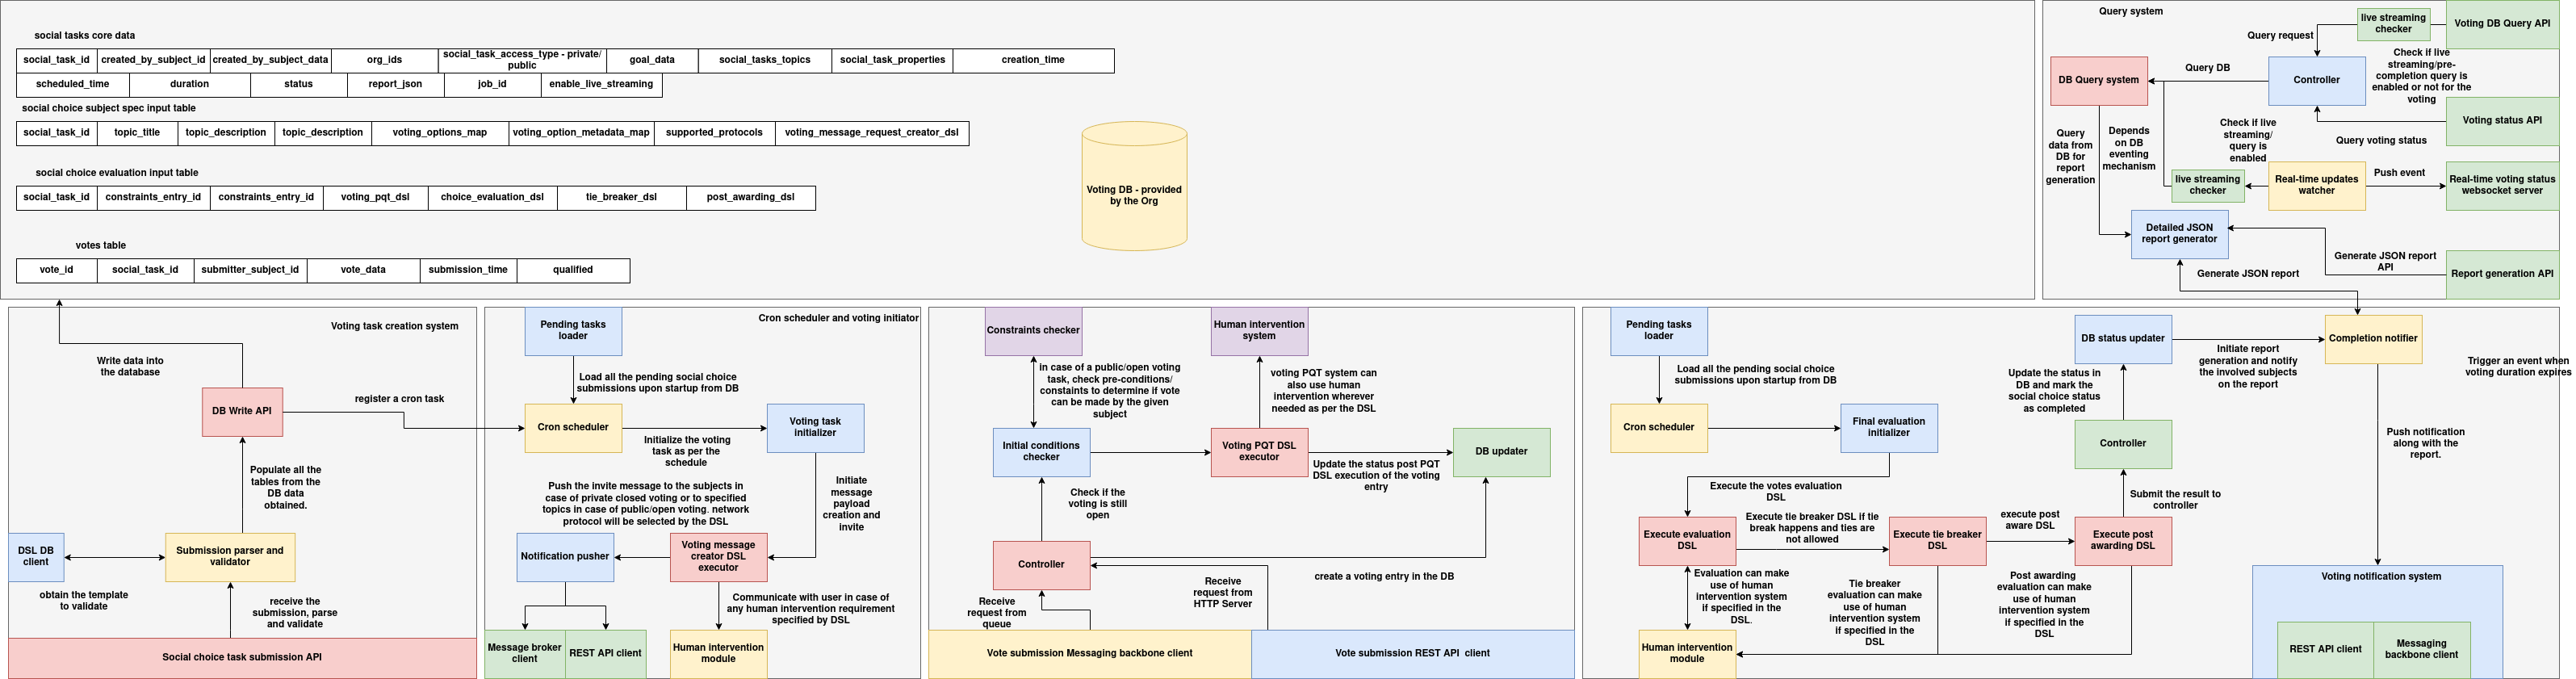 social tasks core data
social_task_id
created_by_subject_id
created_by_subject_data
org_ids
social_task_access_type - private/
public
goal_data
social_tasks_topics
social_task_properties
creation_time
scheduled_time
duration
status
report_json
job_id
enable_live_streaming
social choice subject spec input table
social_task_id
topic_title
topic_description
topic_description
voting_options_map
voting_option_metadata_map
supported_protocols
voting_message_request_creator_dsl
social choice evaluation input table
social_task_id
constraints_entry_id
constraints_entry_id
voting_pqt_dsl
choice_evaluation_dsl
tie_breaker_dsl
post_awarding_dsl
votes table
vote_id
social_task_id
submitter_subject_id
vote_data
submission_time
qualified
Voting DB - provided
by the Org
Query system
live streaming
checker
Voting DB Query API
Query request
Check if live
streaming/pre-
completion query is
enabled or not for the
voting
DB Query system
Query DB
Controller
Voting status API
Query voting status
Query
data from
DB for
report
generation
Depends
on DB
eventing
mechanism
Check if live
streaming/
query is
enabled
live streaming
checker
Real-time updates
watcher
Push event
Real-time voting status
websocket server
Detailed JSON
report generator
Generate JSON report
API
Generate JSON report
Report generation API
Voting task creation system
Write data into
the database
DB Write API
register a cron task
Populate all the
tables from the
DB data
obtained.
DSL DB
client
Submission parser and
validator
obtain the template
to validate
receive the
submission, parse
and validate
Social choice task submission API
Cron scheduler and voting initiator
Pending tasks
loader
Load all the pending social choice
submissions upon startup from DB
Cron scheduler
Initialize the voting
task as per the
schedule
Voting task
initializer
Push the invite message to the subjects in
case of private closed voting or to specified
topics in case of public/open voting. network
protocol will be selected by the DSL
Initiate
message
payload
creation and
invite
Notification pusher
Voting message
creator DSL
executor
Communicate with user in case of
any human intervention requirement
specified by DSL
Message broker
client
REST API client
Human intervention
module
Constraints checker
Human intervention
system
in case of a public/open voting
task, check pre-conditions/
constaints to determine if vote
can be made by the given
subject
voting PQT system can
also use human
intervention wherever
needed as per the DSL
Initial conditions
checker
Voting PQT DSL
executor
DB updater
Update the status post PQT
DSL execution of the voting
entry
Check if the
voting is still
open
Controller
create a voting entry in the DB
Receive
request from
queue
Receive
request from
HTTP Server
Vote submission Messaging backbone client
Vote submission REST API  client
Pending tasks
loader
Load all the pending social choice
submissions upon startup from DB
Cron scheduler
Final evaluation
initializer
Execute the votes evaluation
DSL
Execute evaluation
DSL
Execute tie breaker DSL if tie
break happens and ties are
not allowed
Execute tie breaker
DSL
execute post
aware DSL
Execute post
awarding DSL
Submit the result to
controller
Controller
Update the status in
DB and mark the
social choice status
as completed
DB status updater
Initiate report
generation and notify
the involved subjects
on the report
Completion notifier
Trigger an event when
voting duration expires
Push notification
along with the
report.
Evaluation can make
use of human
intervention system
if specified in the
DSL.
Tie breaker
evaluation can make
use of human
intervention system
if specified in the
DSL
Post awarding
evaluation can make
use of human
intervention system
if specified in the
DSL
Human intervention
module
Voting notification system
REST API client
Messaging
backbone client